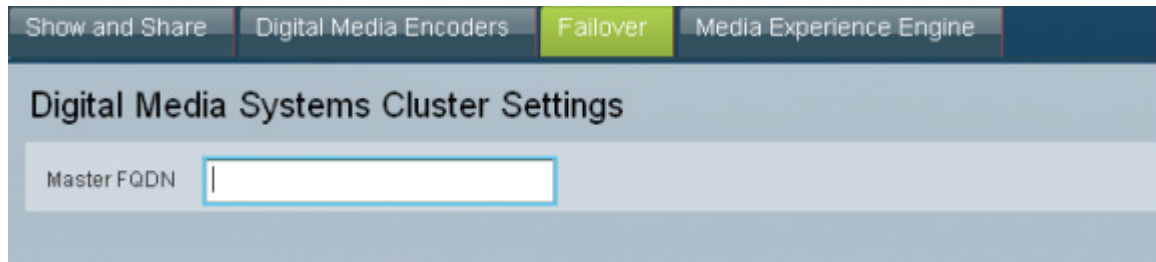 Show and Share Digital Media Encoders Failover Media Experience Engine
Digital Media Systems Cluster Settings
Master FQDN